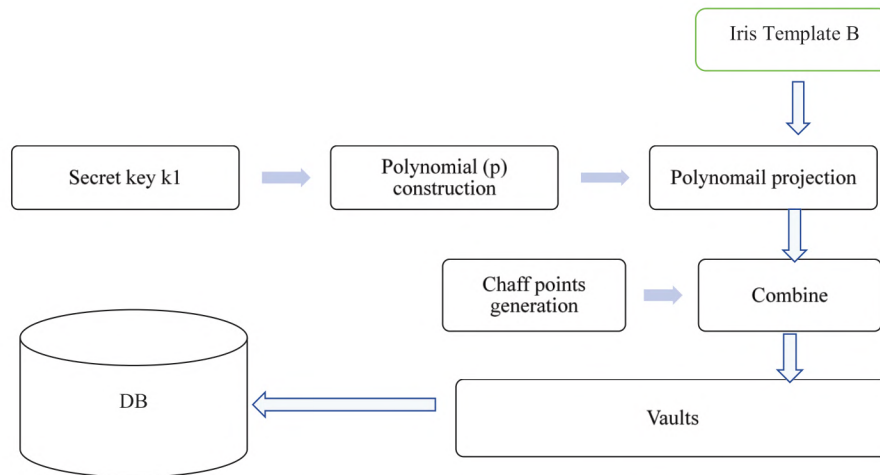 Iris Template B
Secret key k1
Polynomial (p)
construction
Polynomail projection
Chaff points
generation
Combine
DB
Vaults